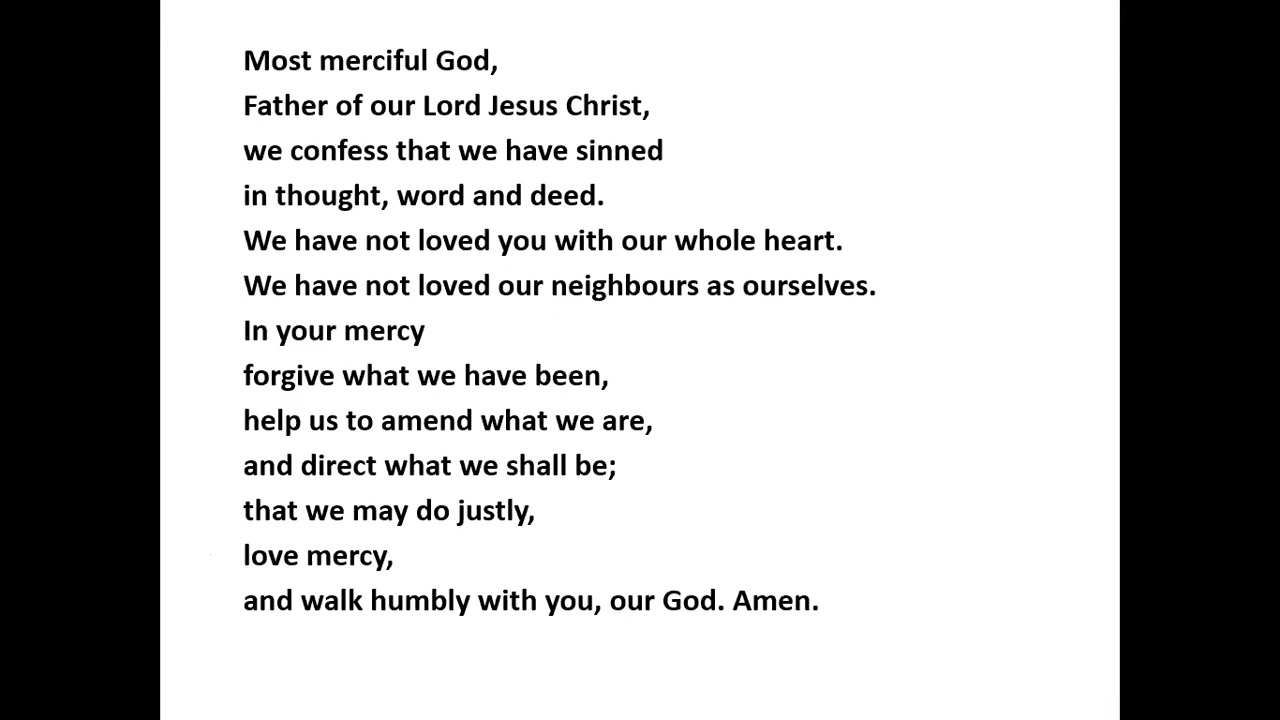 Most merciful God,
Father of our Lord Jesus Christ,
we confess that we have sinned
in thought, word and deed.
We have not loved you with our whole heart.
We have not loved our neighbours as ourselves.
In your mercy
forgive what we have been,
help us to amend what we are,
and direct what we shall be;
that we may do justly,
love mercy,
and walk humbly with you, our God. Amen.